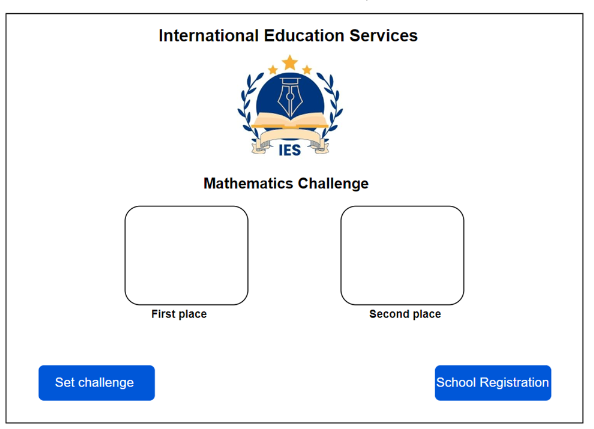 International Education Services
IES
Mathematics Challenge
First place
Second place
Set challenge
School Registration